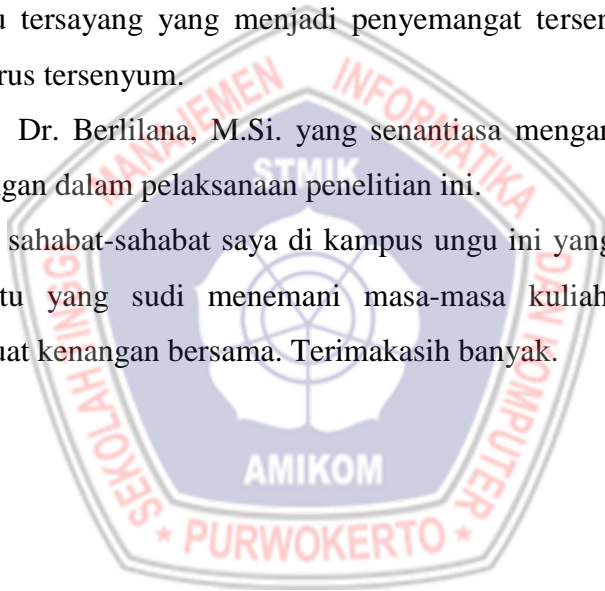 u tersayang yang menjadi penyemangat tersen
rus tersenyum.
Dr. Berlilana, M.Si. yang senantiasa mengar
ngan dalam pelaksanaan penelitian ini.
sahabat-sahabat saya di kampus ungu ini yang
tu yang sudi menemani masa-masa kuliah
uat kenangan bersama. Terimakasih banyak.
SEKOLAH TINGGI MANAJEMEN INFORMATIKA DAN KOMPUTER
STMIK
AMIKOM
* PURWOKERTO *